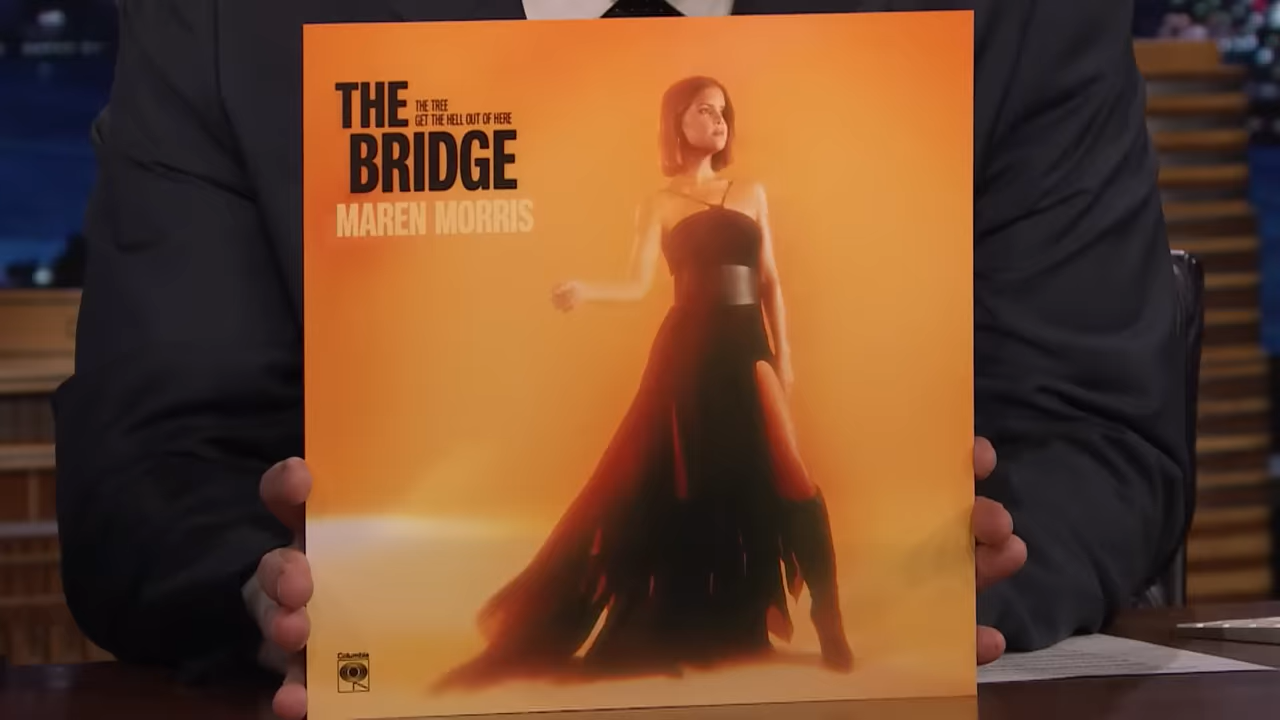 THE
THE TREE
GET THE HELL OUT OF HERE
BRIDGE
MAREN MORRIS
Columbia